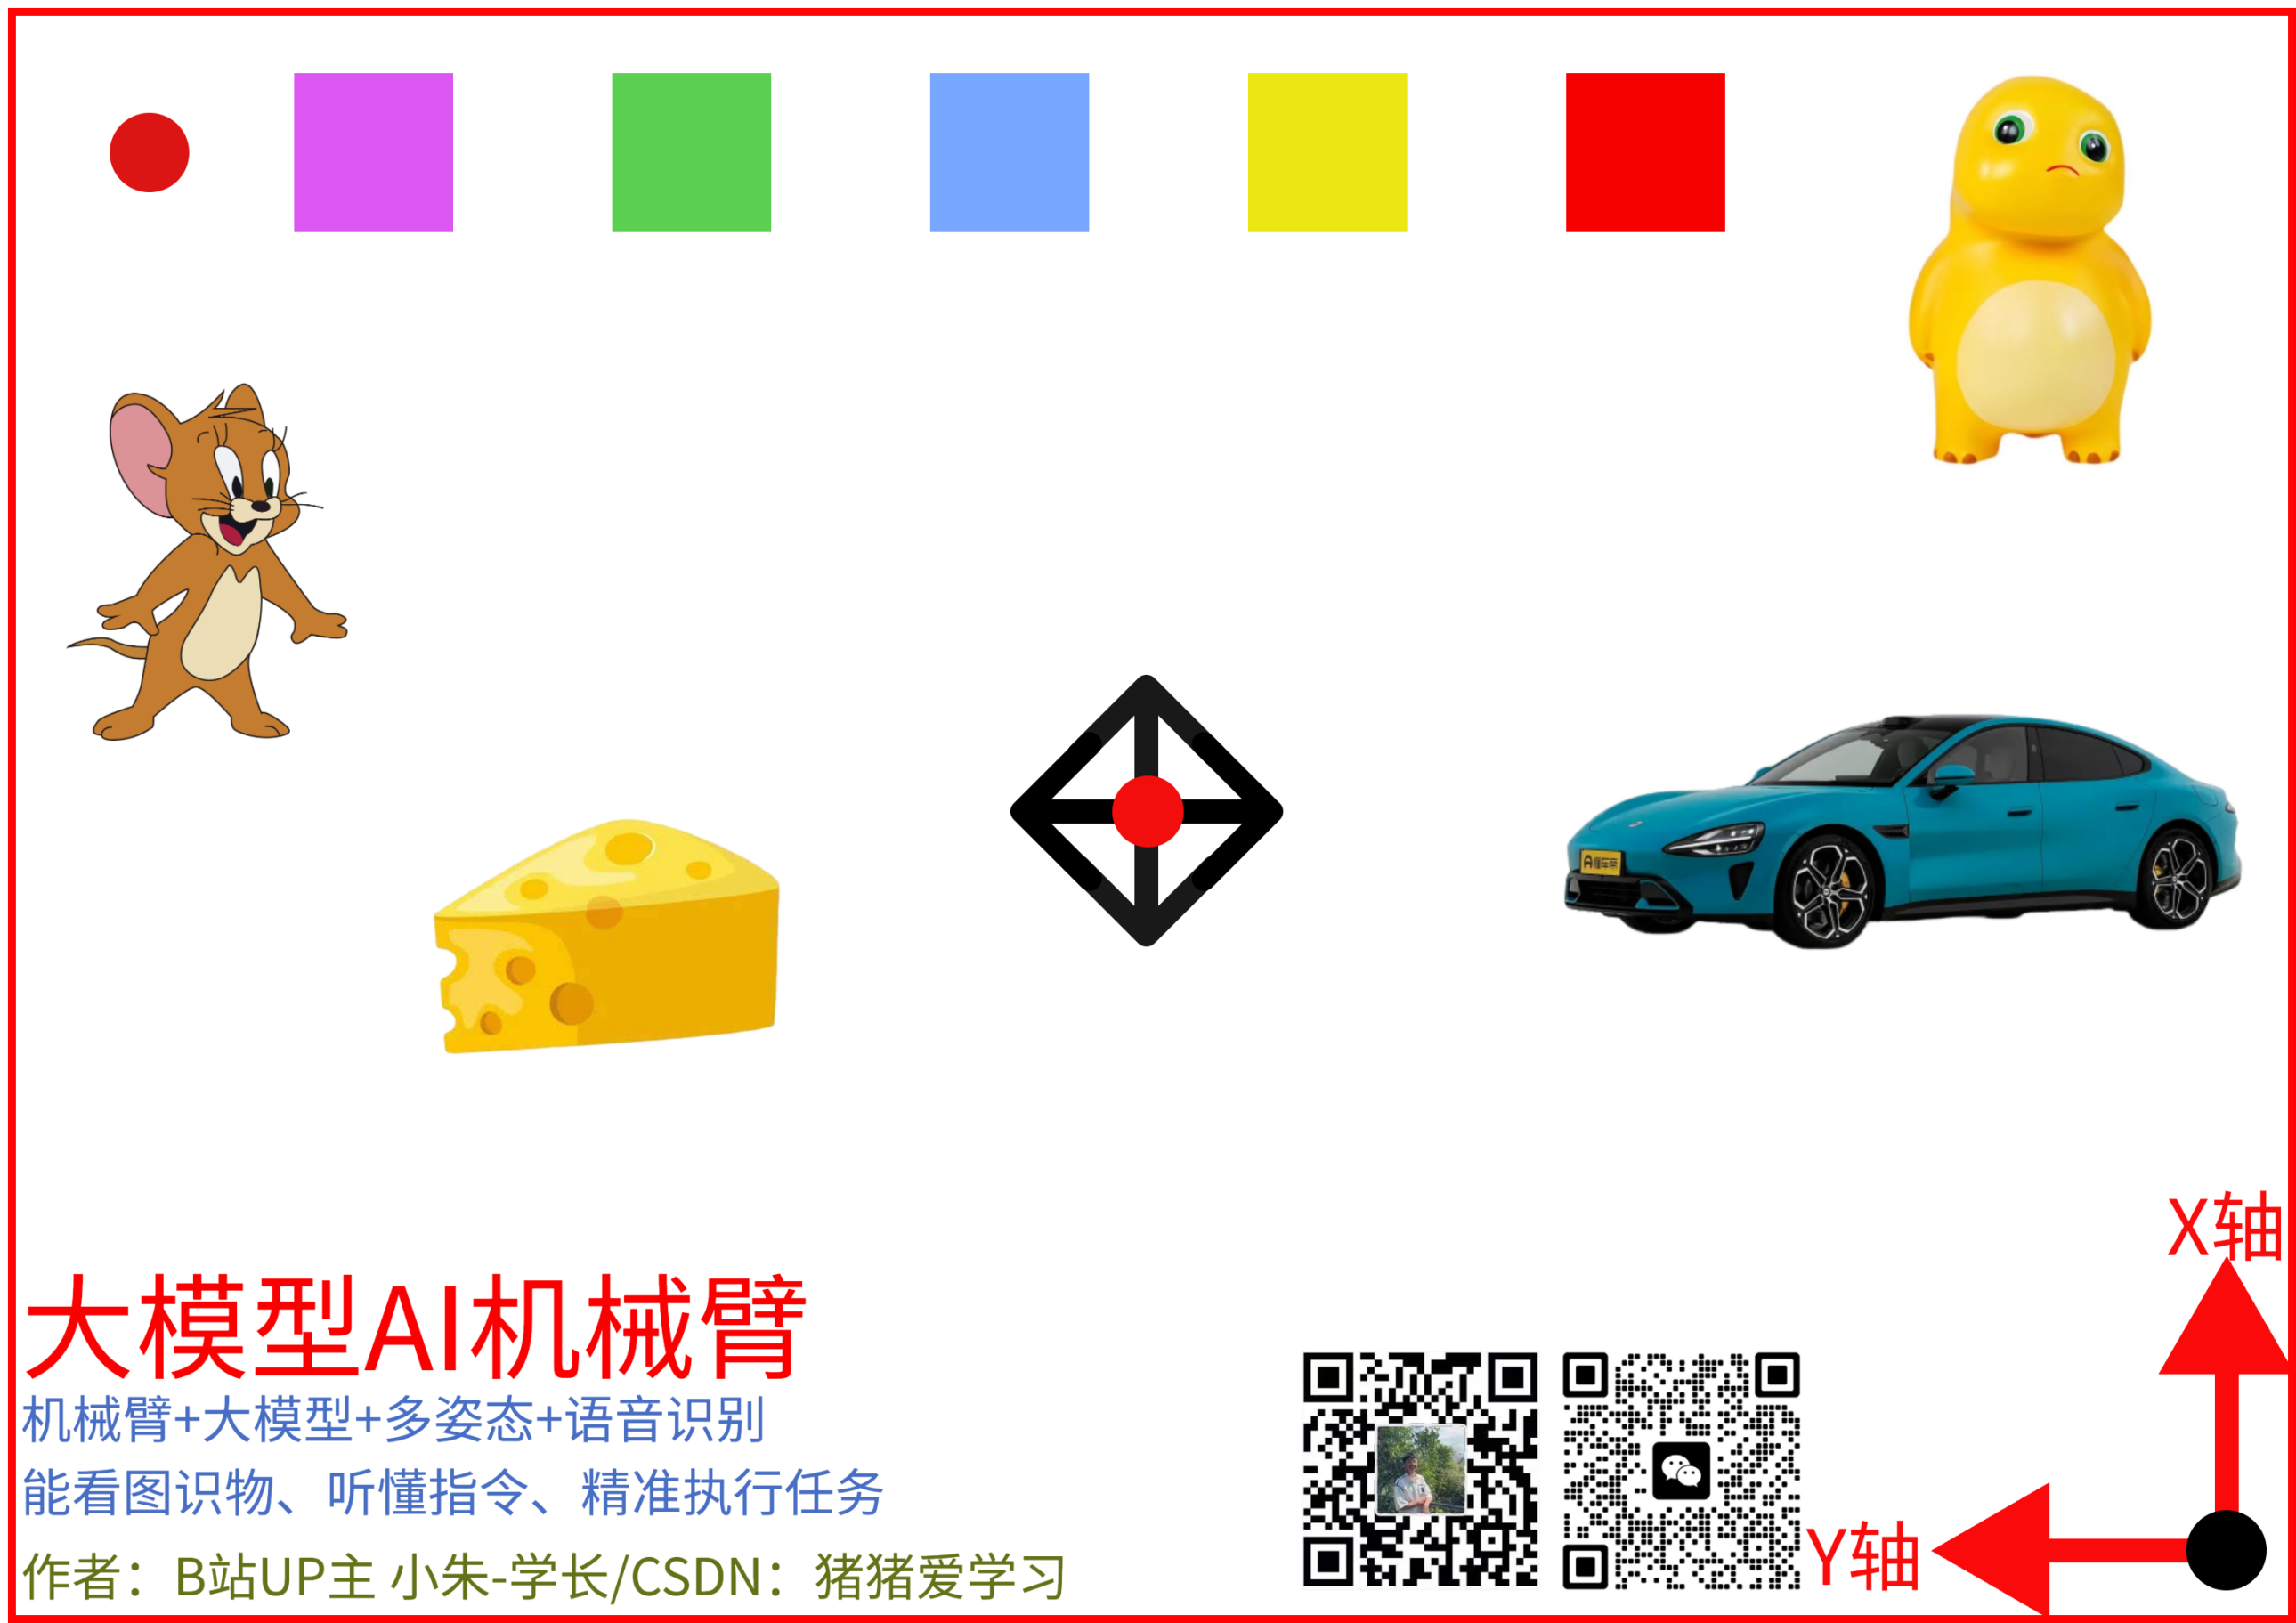 X轴
大模型AI机械臂
机械臂+大模型+多姿态+语音识别
能看图识物、听懂指令、精准执行任务
Y轴
作者：B站UP主 小朱-学长/CSDN：猪猪爱学习